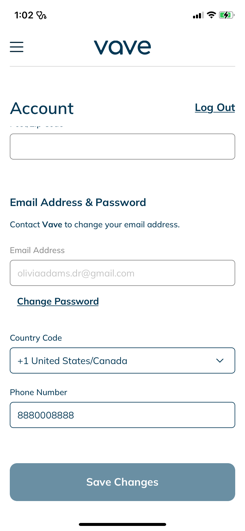 1:02
vave
Account
Log Out
Email Address & Password
Contact Vave to change your email address.
Email Address
oliviaadams.dr@gmail.com
Change Password
Country Code
+1 United States/Canada
Phone Number
8880008888
Save Changes